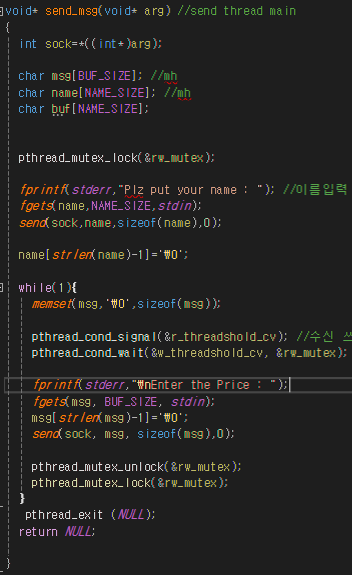 void* send_msg(void* arg) //send thread main
{
int sock=*((int*)arg);
char msg[BUF_SIZE]; //mh
char name[NAME_SIZE]; //mh
char buf[NAME_SIZE];
pthread_mutex_lock(&rw_mutex);
fprintf(stderr,"Plz put your name : "); //이름입력
fgets(name,NAME_SIZE,stdin);
send(sock,name,sizeof(name),0);
name[strlen(name)-1]='₩0';
while(1){
memset(msg,'₩0',sizeof(msg));
pthread_cond_signal(&r_threadshold_cv); //수신 쓰
pthread_cond_wait(&w_threadshold_cv, &rw_mutex);
fprintf(stderr,"₩nEnter the Price : ");
fgets(msg, BUF_SIZE, stdin);
msg[strlen(msg)-1]='₩0';
send(sock, msg, sizeof(msg),0);
pthread_mutex_unlock(&rw_mutex);
pthread_mutex_lock(&rw_mutex);
}
pthread_exit (NULL);
return NULL;
}